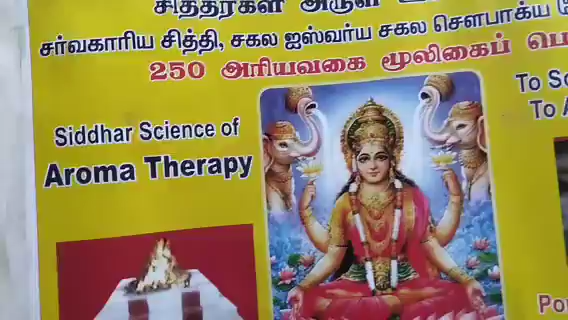 சித்தர்கள் அருள்
சர்வகாரிய சித்தி, சகல ஐஸ்வர்ய சகல சௌபாக்ய
250 அரியவகை மூலிகைப்
Siddhar Science of
Aroma Therapy
To
To